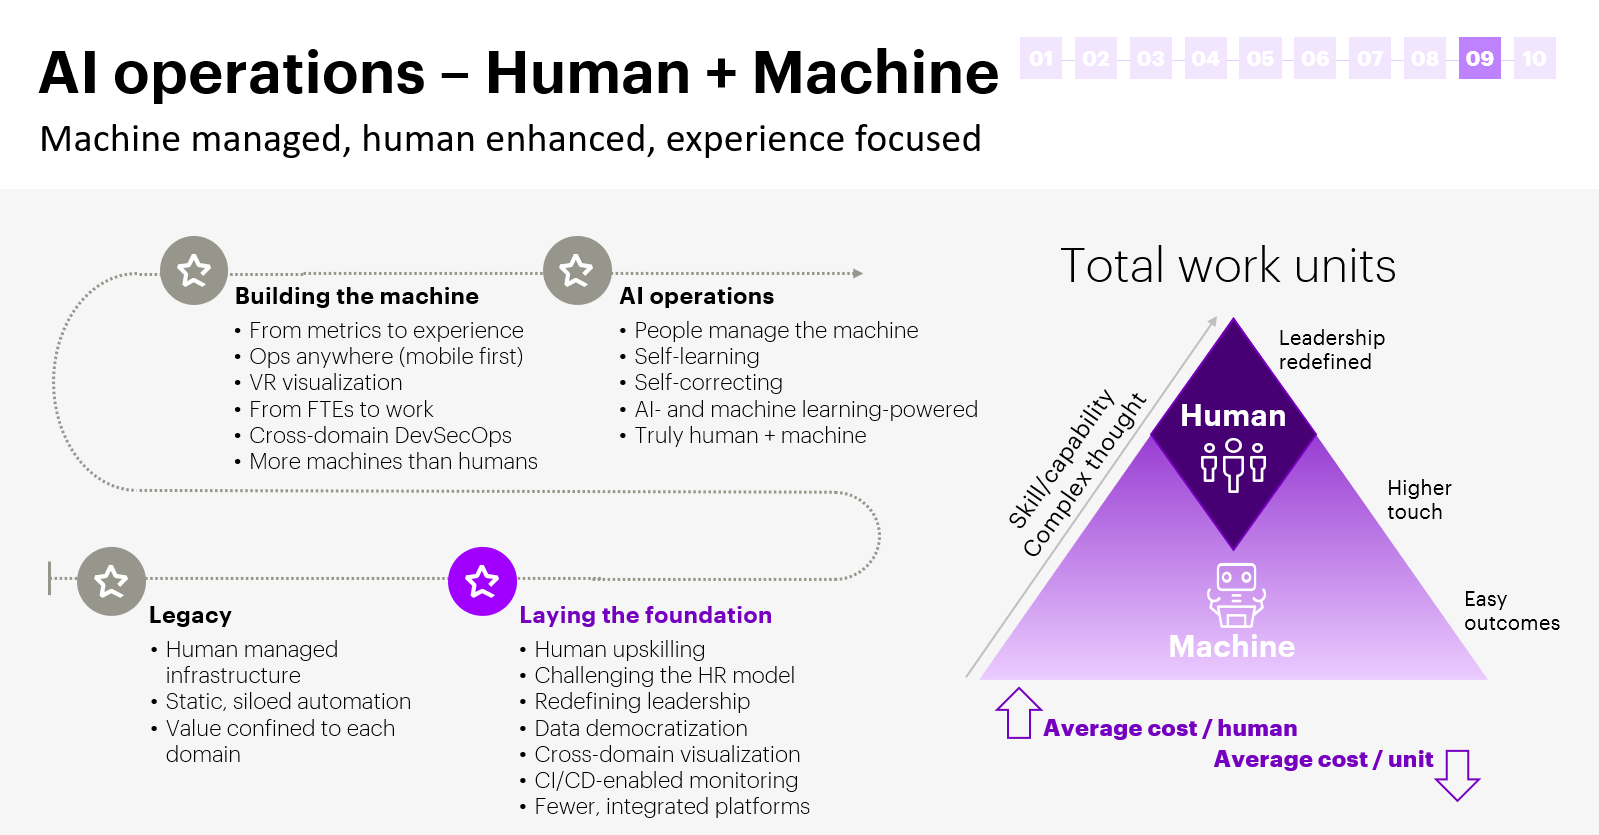 AI operations – Human + Machine
01 02 03 04 05 06 07 08 09 10
Machine managed, human enhanced, experience focused
Building the machine
• From metrics to experience
• Ops anywhere (mobile first)
• VR visualization
• From FTEs to work
• Cross-domain DevSecOps
• More machines than humans
AI operations
• People manage the machine
• Self-learning
• Self-correcting
• AI- and machine learning-powered
• Truly human + machine
Legacy
• Human managed
infrastructure
• Static, siloed automation
• Value confined to each
domain
Laying the foundation
• Human upskilling
• Challenging the HR model
• Redefining leadership
• Data democratization
• Cross-domain visualization
• CI/CD-enabled monitoring
• Fewer, integrated platforms
Total work units
Skill/capability
Complex thought
Leadership
redefined
Human
Higher
touch
Machine
Easy
outcomes
Average cost / human
Average cost / unit